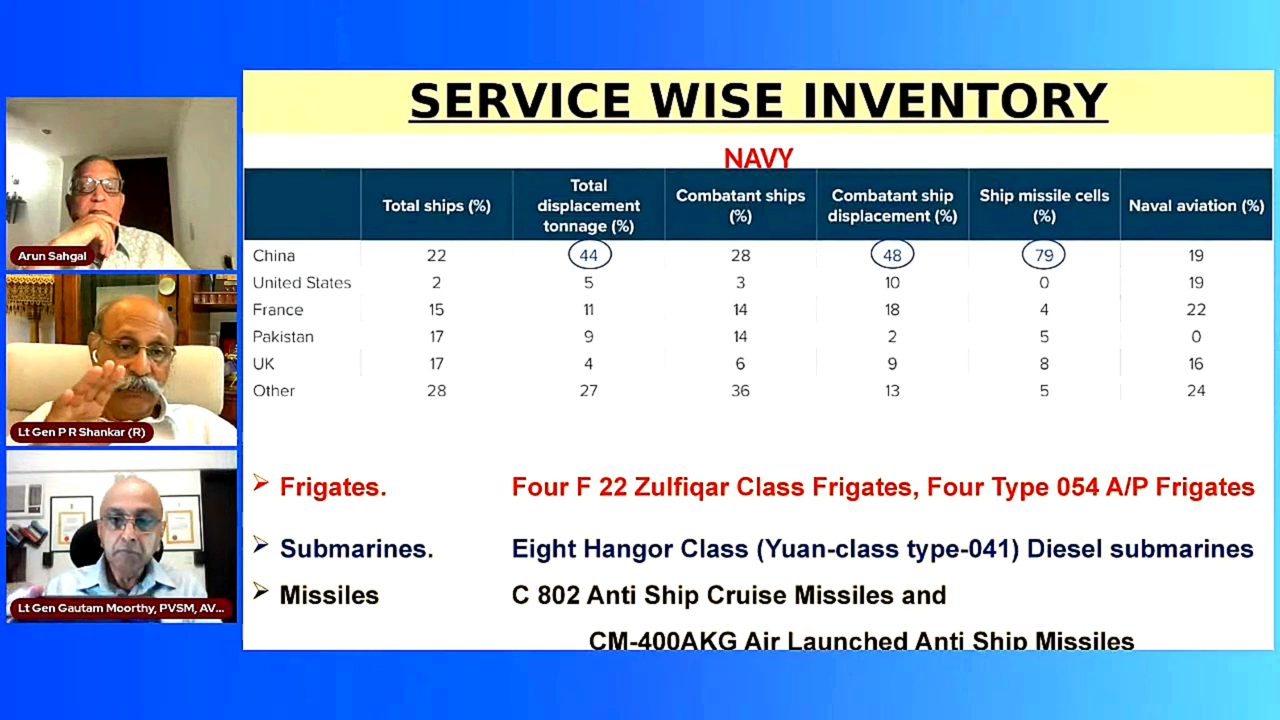 SERVICE WISE INVENTORY
NAVY
Total ships (%) Total displacement tonnage (%) Combatant ships (%) Combatant ship displacement (%) Ship missile cells (%) Naval aviation (%)
China 22 44 28 48 79 19
United States 2 5 3 10 0 19
France 15 11 14 18 4 22
Pakistan 17 9 14 2 5 0
UK 17 4 6 9 8 16
Other 28 27 36 13 5 24
Frigates. Four F 22 Zulfiqar Class Frigates, Four Type 054 A/P Frigates
Submarines. Eight Hangor Class (Yuan-class type-041) Diesel submarines
Missiles C 802 Anti Ship Cruise Missiles and
CM-400AKG Air Launched Anti Ship Missiles
Arun Sahgal
Lt Gen P R Shankar (R)
Lt Gen Gautam Moorthy, PVSM, AV...